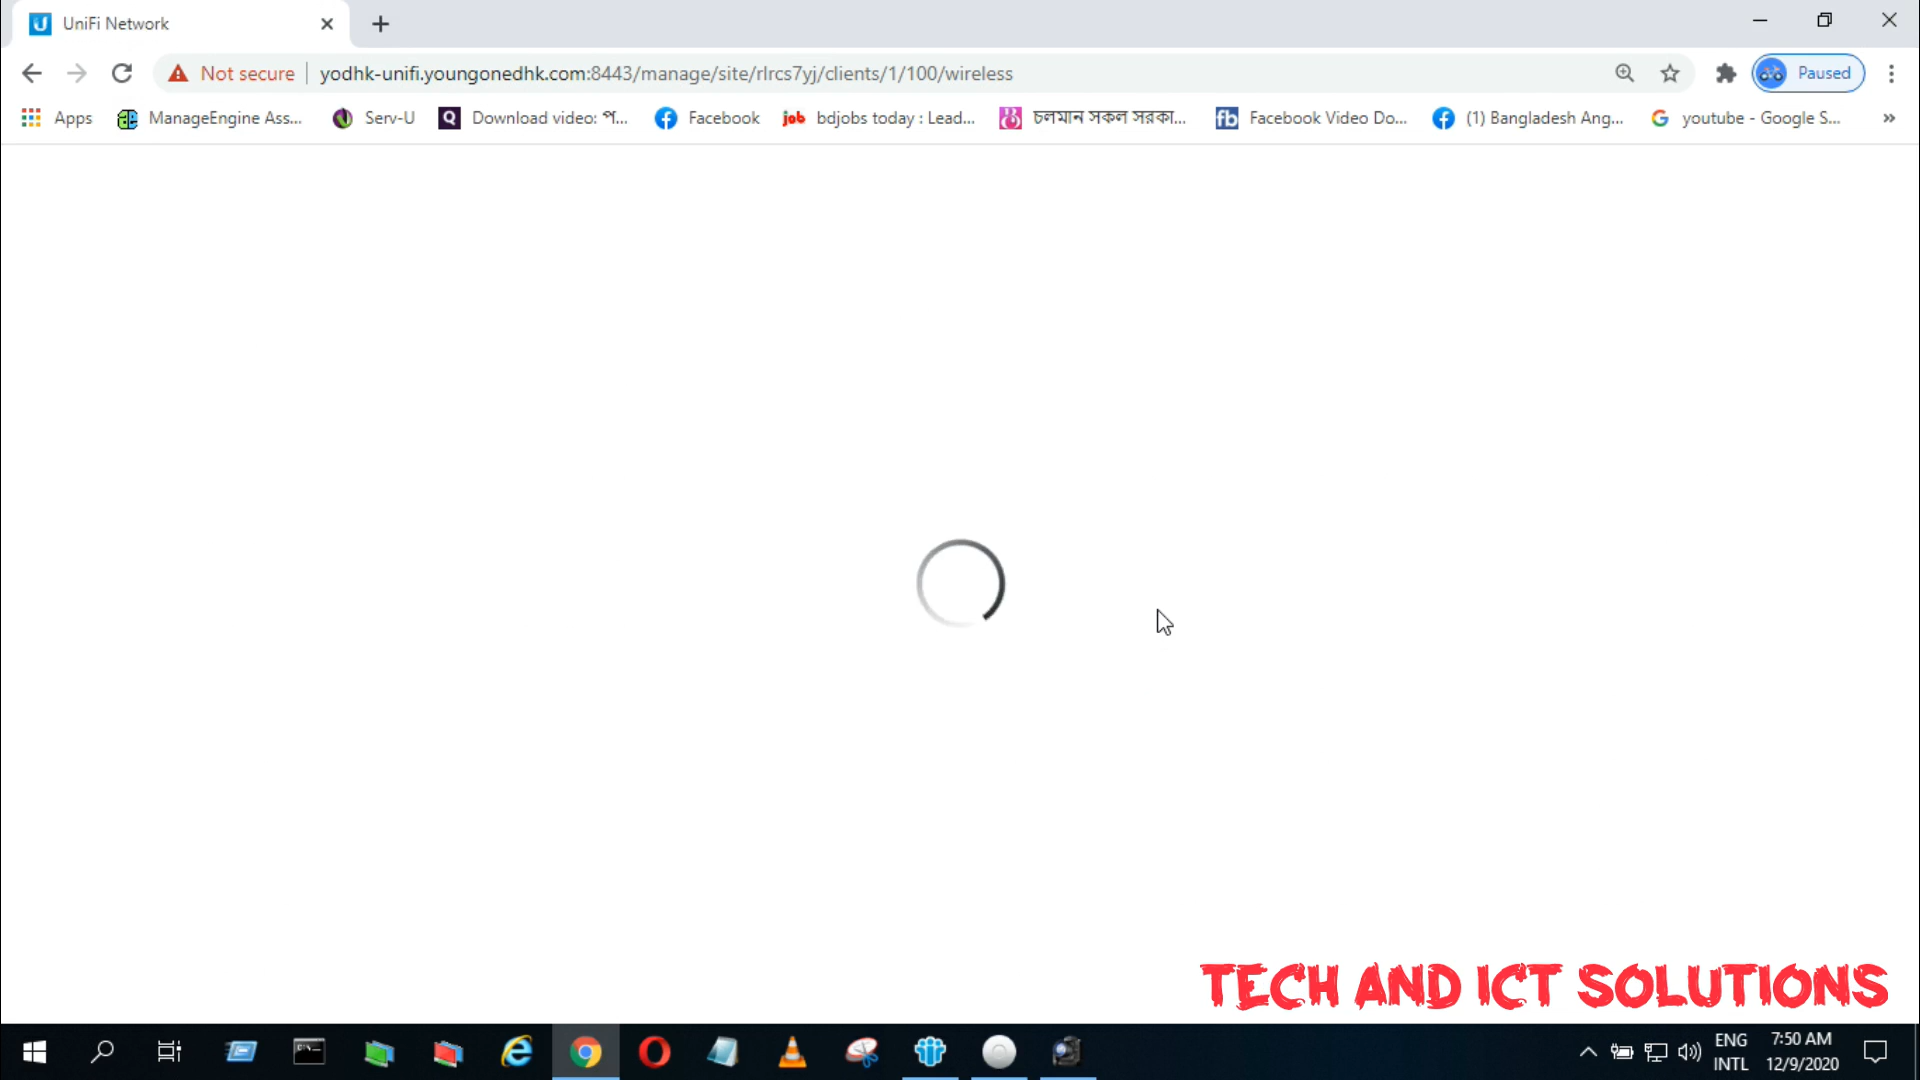 UniFi Network
Not secure yodhk-unifi.youngonedhk.com:8443/manage/site/rlrcs7yj/clients/1/100/wireless Paused
Apps ManageEngine Ass... Serv-U Download video: প... Facebook bdjobs today : Lead... চলমান সকল সরকা... Facebook Video Do... (1) Bangladesh Ang... youtube - Google S... »
TECH AND ICT SOLUTIONS
ENG 7:50 AM
INTL 12/9/2020